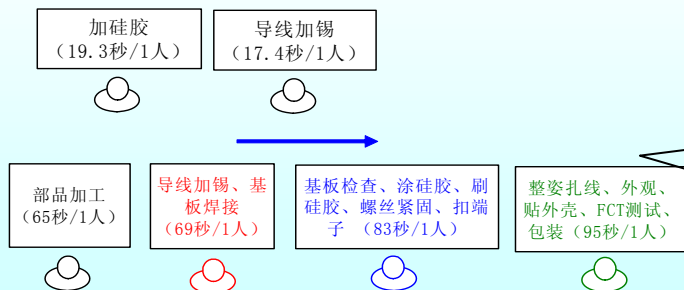 加硅胶
（19.3秒/1人）
导线加锡
（17.4秒/1人）
部品加工
（65秒/1人）
导线加锡、基
板焊接
（69秒/1人）
基板检查、涂硅胶、刷
硅胶、螺丝紧固、扣端
子 （83秒/1人）
整姿扎线、外观、
贴外壳、FCT测试、
包装（95秒/1人）